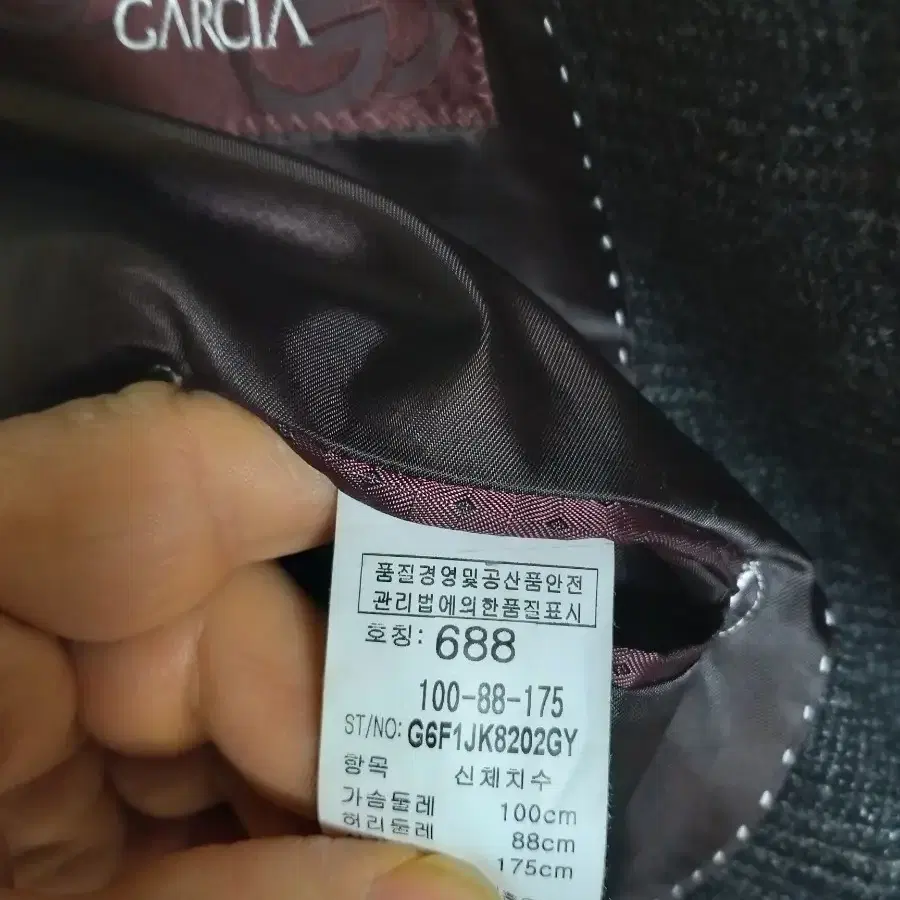 GARCIA
품질경영및공산품안전
관리법에의한품질표시
호칭: 688
100-88-175
ST/NO: G6F1JK8202GY
항목 신체치수
가슴둘레 100cm
허리둘레 88cm
175cm